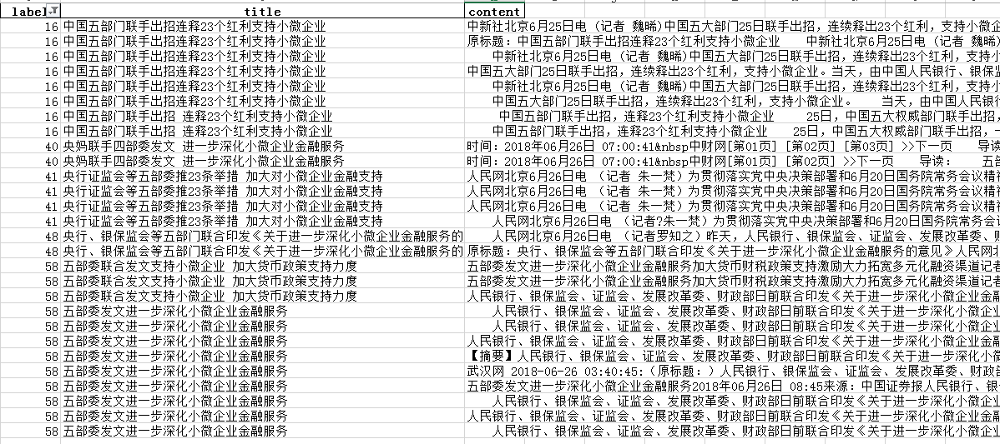 label title content
16 中国五部门联手出招连释23个红利支持小微企业 中新社北京6月25日电 (记者 魏晞)中国五大部门25日联手出招，连续释出23个红利，支持小微企
16 中国五部门联手出招连释23个红利支持小微企业 原标题：中国五部门联手出招连释23个红利支持小微企业 中新社北京6月25日电 (记者 魏晞)
16 中国五部门联手出招连释23个红利支持小微企业 中新社北京6月25日电 (记者 魏晞)中国五大部门25日联手出招，连续释出23个红利，支持小
16 中国五部门联手出招连释23个红利支持小微企业 中国五大部门25日联手出招，连续释出23个红利，支持小微企业。当天，由中国人民银行、银保监
16 中国五部门联手出招连释23个红利支持小微企业 中新社北京6月25日电 (记者 魏晞)中国五大部门25日联手出招，连续释出23个红利，支持小
16 中国五部门联手出招连释23个红利支持小微企业 中国五大部门25日联手出招，连续释出23个红利，支持小微企业。 当天，由中国人民银行
16 中国五部门联手出招 连释23个红利支持小微企业 中国五部门联手出招，连释23个红利支持小微企业 25日，中国五大权威部门联手出招，
16 中国五部门联手出招 连释23个红利支持小微企业 中国五部门联手出招，连释23个红利支持小微企业 25日，中国五大权威部门联手出招，
40 央妈联手四部委发文 进一步深化小微企业金融服务 时间：2018年06月26日 07:00:41&nbsp中财网[第01页] [第02页] [第03页] >>下一页 导读
40 央妈联手四部委发文 进一步深化小微企业金融服务 时间：2018年06月26日 07:00:41&nbsp中财网[第01页] [第02页] >>下一页 导读： 五
41 央行证监会等五部委推23条举措 加大对小微企业金融支持 人民网北京6月26日电 （记者 朱一梵）为贯彻落实党中央决策部署和6月20日国务院常务会议精神
41 央行证监会等五部委推23条举措 加大对小微企业金融支持 人民网北京6月26日电 （记者 朱一梵）为贯彻落实党中央决策部署和6月20日国务院常务会议精神
41 央行证监会等五部委推23条举措 加大对小微企业金融支持 人民网北京6月26日电 （记者 朱一梵）为贯彻落实党中央决策部署和6月20日国务院常务会议精神
41 央行证监会等五部委推23条举措 加大对小微企业金融支持 人民网北京6月26日电 （记者?朱一梵）为贯彻落实党中央决策部署和6月20日国务院常务会
48 央行、银保监会等五部门联合印发《关于进一步深化小微企业金融服务的 人民网北京6月26日电 （记者罗知之）昨天，人民银行、银保监会、证监会、发展改革委、财
48 央行、银保监会等五部门联合印发《关于进一步深化小微企业金融服务的 原标题：央行、银保监会等五部门联合印发《关于进一步深化小微企业金融服务的意见》人民网北
58 五部委联合发文支持小微企业 加大货币政策支持力度 五部委发文进一步深化小微企业金融服务加大货币财税政策支持激励大力拓宽多元化融资渠道记者
58 五部委联合发文支持小微企业 加大货币政策支持力度 五部委发文进一步深化小微企业金融服务加大货币财税政策支持激励大力拓宽多元化融资渠道记者
58 五部委联合发文支持小微企业 加大货币政策支持力度 人民银行、银保监会、证监会、发展改革委、财政部日前联合印发《关于进一步深化小微企业金融
58 五部委发文进一步深化小微企业金融服务 人民银行、银保监会、证监会、发展改革委、财政部日前联合印发《关于进一步深化小微企
58 五部委发文进一步深化小微企业金融服务 人民银行、银保监会、证监会、发展改革委、财政部日前联合印发《关于进一步深化小微企业金融
58 五部委发文进一步深化小微企业金融服务 【摘要】人民银行、银保监会、证监会、发展改革委、财政部日前联合印发《关于进一步深化小微企
58 五部委发文进一步深化小微企业金融服务 武汉网 2018-06-26 03:40:45:（原标题：）人民银行、银保监会、证监会、发展改革委、财政
58 五部委发文进一步深化小微企业金融服务 五部委发文进一步深化小微企业金融服务2018年06月26日 08:45来源：中国证券报人民银行、银
58 五部委发文进一步深化小微企业金融服务 人民银行、银保监会、证监会、发展改革委、财政部日前联合印发《关于进一步深化小微企
58 五部委发文进一步深化小微企业金融服务 人民银行、银保监会、证监会、发展改革委、财政部日前联合印发《关于进一步深化小微企业金融
58 五部委发文进一步深化小微企业金融服务 人民银行、银保监会、证监会、发展改革委、财政部日前联合印发《关于进一步深化小微企